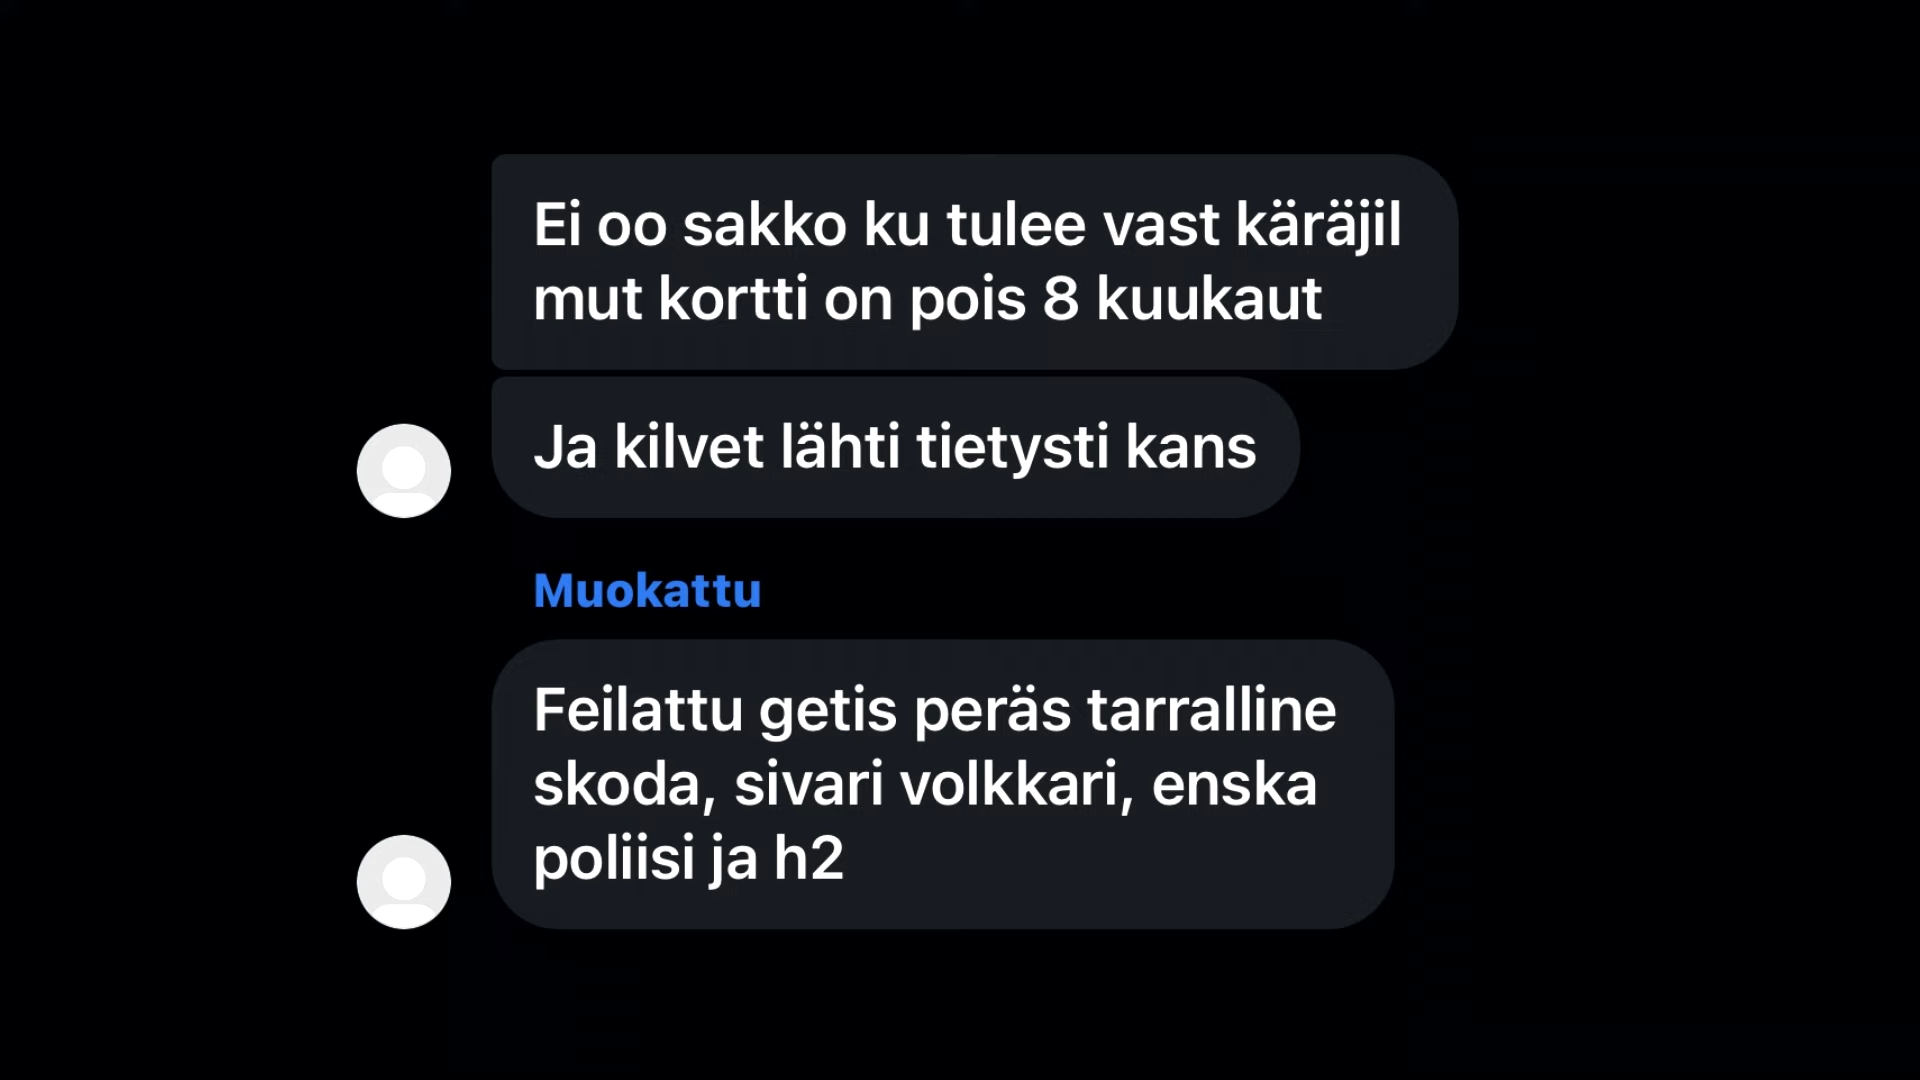 Ei oo sakko ku tulee vast käräjil
mut kortti on pois 8 kuukaut
Ja kilvet lähti tietysti kans
Muokattu
Feilattu getis peräs tarralline
skoda, sivari volkkari, enska
poliisi ja h2